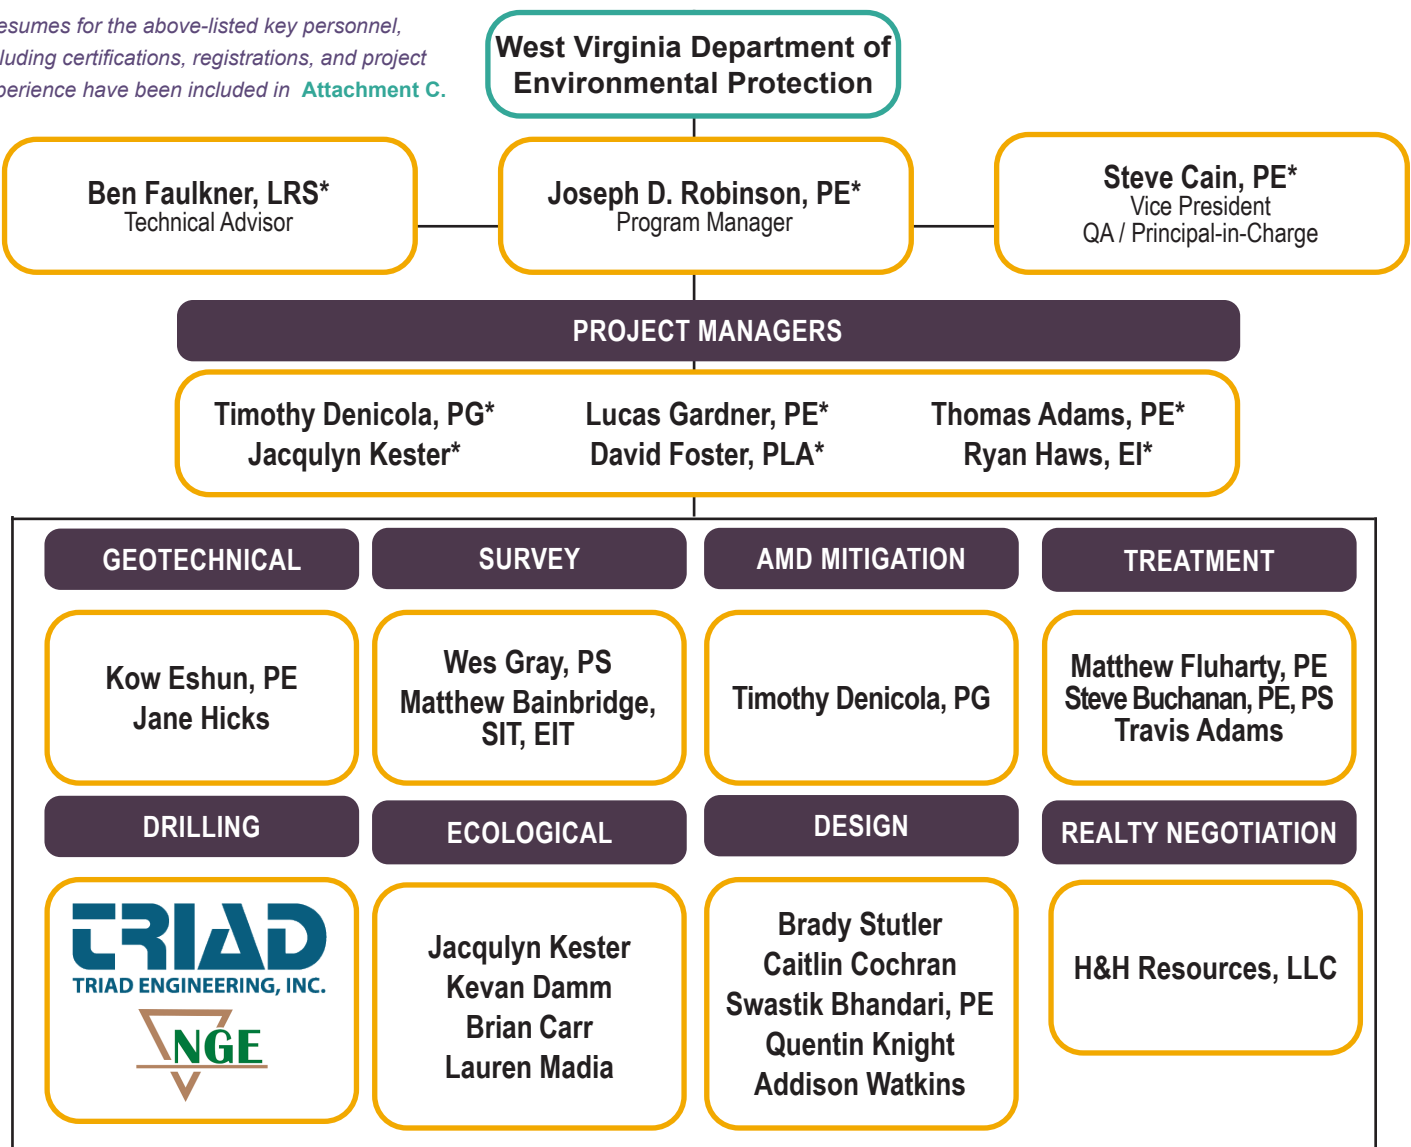 esumes for the above-listed key personnel,
luding certifications, registrations, and project
perience have been included in Attachment C.
West Virginia Department of
Environmental Protection
Ben Faulkner, LRS*
Technical Advisor
Joseph D. Robinson, PE*
Program Manager
Steve Cain, PE*
Vice President
QA / Principal-in-Charge
PROJECT MANAGERS
Timothy Denicola, PG*
Jacqulyn Kester*
Lucas Gardner, PE*
David Foster, PLA*
Thomas Adams, PE*
Ryan Haws, EI*
GEOTECHNICAL
Kow Eshun, PE
Jane Hicks
SURVEY
Wes Gray, PS
Matthew Bainbridge,
SIT, EIT
AMD MITIGATION
Timothy Denicola, PG
TREATMENT
Matthew Fluharty, PE
Steve Buchanan, PE, PS
Travis Adams
DRILLING
TRIAD
TRIAD ENGINEERING, INC.
NGE
ECOLOGICAL
Jacqulyn Kester
Kevan Damm
Brian Carr
Lauren Madia
DESIGN
Brady Stutler
Caitlin Cochran
Swastik Bhandari, PE
Quentin Knight
Addison Watkins
REALTY NEGOTIATION
H&H Resources, LLC